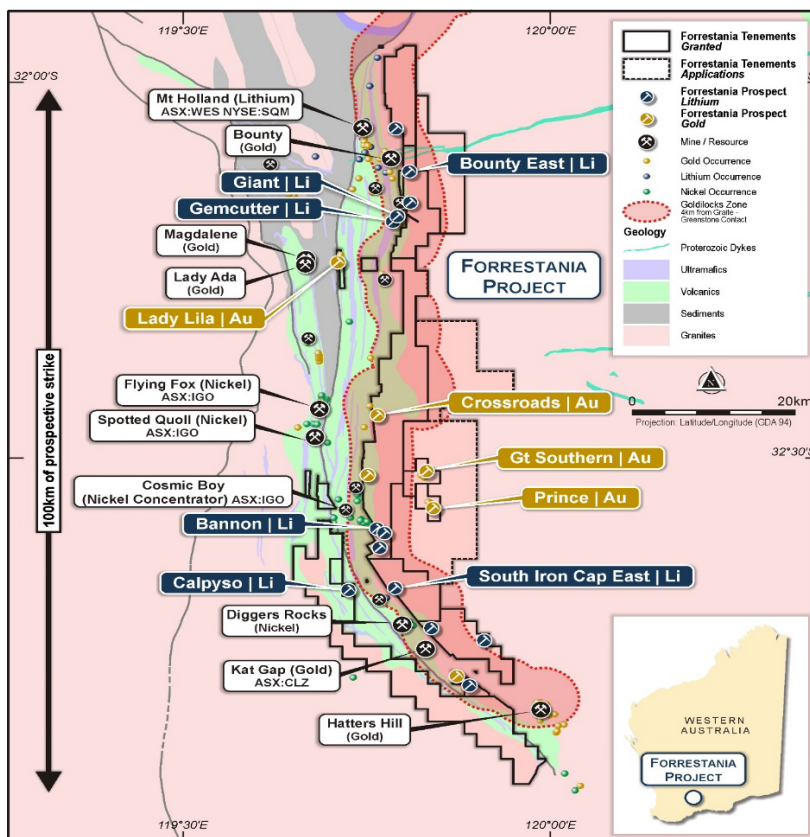 119°30'E
120°00'E
32°00'S
Mt Holland (Lithium)
ASX:WES NYSE:SQM
Bounty
(Gold)
Bounty East | Li
Giant | Li
Gemcutter | Li
Magdalene
(Gold)
Lady Ada
(Gold)
FORRESTANIA
PROJECT
Lady Lila | Au
100km of prospective strike
Flying Fox (Nickel)
ASX:IGO
Spotted Quoll (Nickel)
ASX:IGO
Crossroads | Au
32°30'S
Gt Southern | Au
Cosmic Boy
(Nickel Concentrator) ASX:IGO
Prince | Au
Bannon | Li
Calpyso | Li
South Iron Cap East | Li
Diggers Rocks
(Nickel)
Kat Gap (Gold)
ASX:CLZ
Hatters Hill
(Gold)
119°30'E
120°00'E
Forrestania Tenements
Granted
Forrestania Tenements
Applications
Forrestania Prospect
Lithium
Forrestania Prospect
Gold
Mine / Resource
Gold Occurrence
Lithium Occurrence
Nickel Occurrence
Goldilocks Zone
4km from Graite -
Greenstone Contact
Geology
Proterozoic Dykes
Ultramafics
Volcanics
Sediments
Granites
N
0
20km
Projection: Latitude/Longitude (GDA 94)
WESTERN
AUSTRALIA
FORRESTANIA
PROJECT